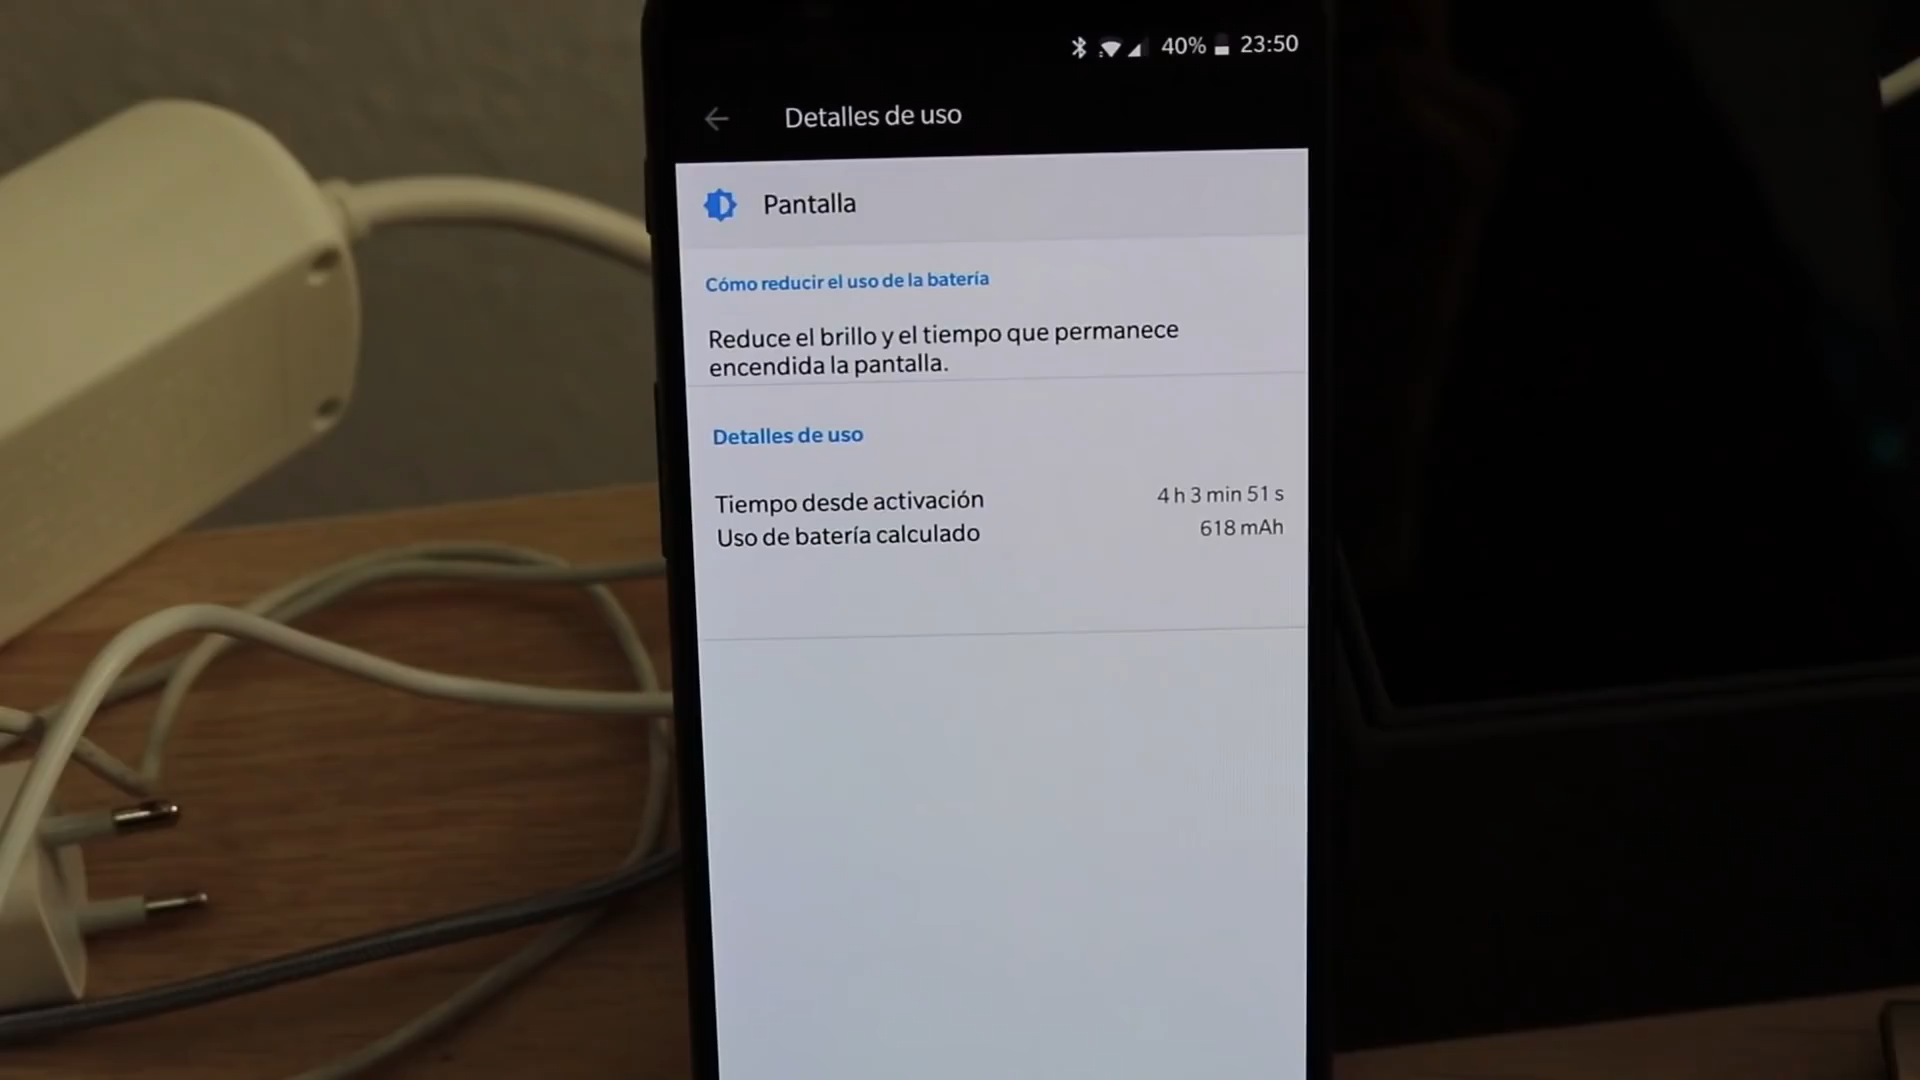 40% 23:50
Detalles de uso
Pantalla
Cómo reducir el uso de la batería
Reduce el brillo y el tiempo que permanece
encendida la pantalla.
Detalles de uso
Tiempo desde activación 4 h 3 min 51 s
Uso de batería calculado 618 mAh